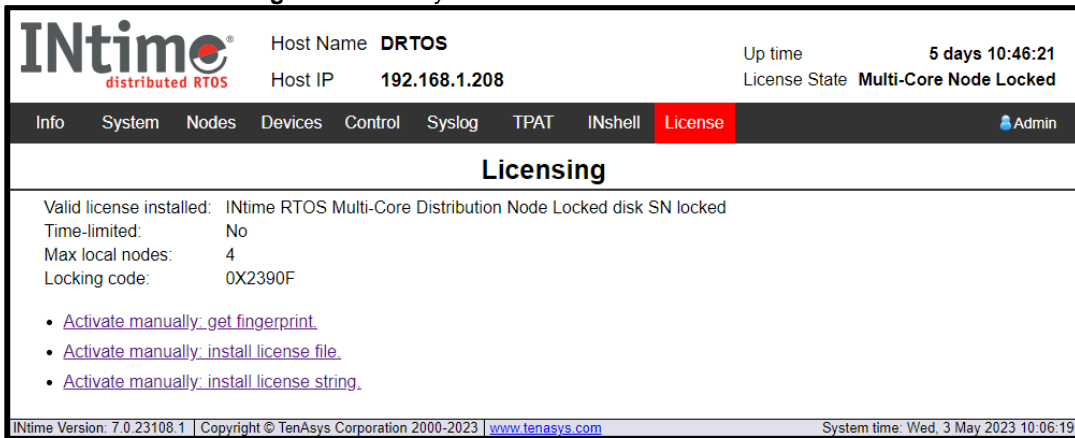 INtime®
distributed RTOS
Host Name DRTOS
Host IP 192.168.1.208
Up time 5 days 10:46:21
License State Multi-Core Node Locked
Info System Nodes Devices Control Syslog TPAT INshell License Admin
Licensing
Valid license installed: INtime RTOS Multi-Core Distribution Node Locked disk SN locked
Time-limited: No
Max local nodes: 4
Locking code: 0X2390F
• Activate manually: get fingerprint.
• Activate manually: install license file.
• Activate manually: install license string.
INtime Version: 7.0.23108.1 Copyright © TenAsys Corporation 2000-2023 www.tenasys.com System time: Wed, 3 May 2023 10:06:19